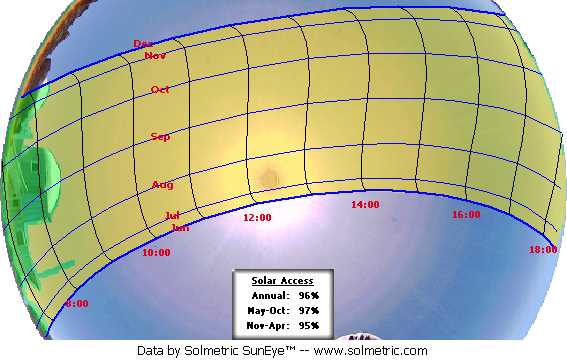 Dec
Nov
Oct
Sep
Aug
Jul
Jun
8:00
10:00
12:00
14:00
16:00
18:00
Solar Access
Annual: 96%
May-Oct: 97%
Nov-Apr: 95%
Data by Solmetric SunEye™ -- www.solmetric.com